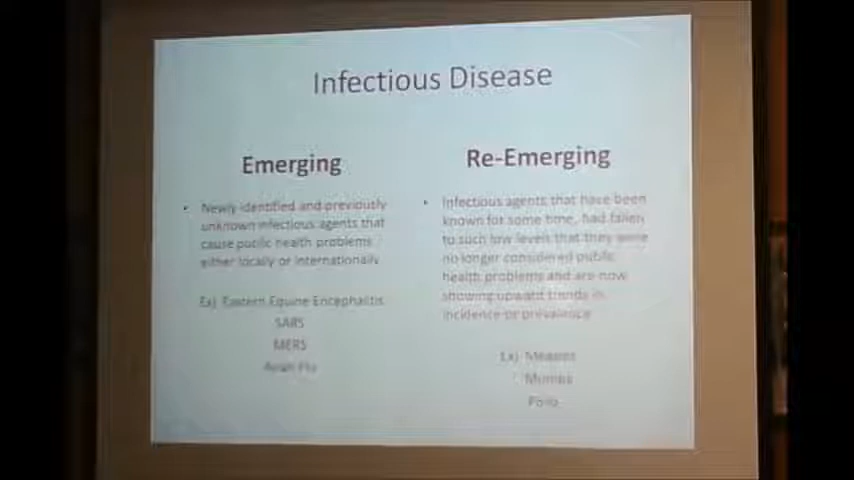 Infectious Disease
Emerging
• Newly identified and previously
unknown infectious agents that
cause public health problems
either locally or internationally
Ex) Eastern Equine Encephalitis
SARS
MERS
Avian Flu
Re-Emerging
• Infectious agents that have been
known for some time, had fallen
to such low levels that they were
no longer considered public
health problems and are now
showing upward trends in
incidence or prevalence
Ex) Measles
Mumps
Polio